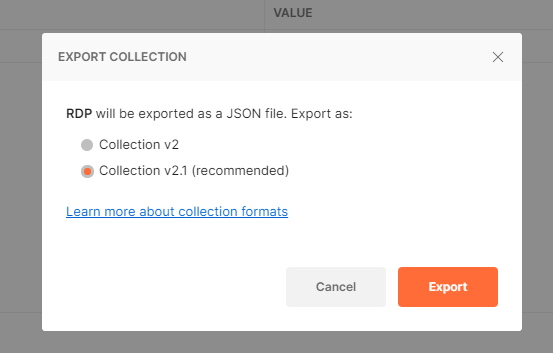 VALUE
EXPORT COLLECTION
RDP will be exported as a JSON file. Export as:
Collection v2
Collection v2.1 (recommended)
Learn more about collection formats
Cancel
Export